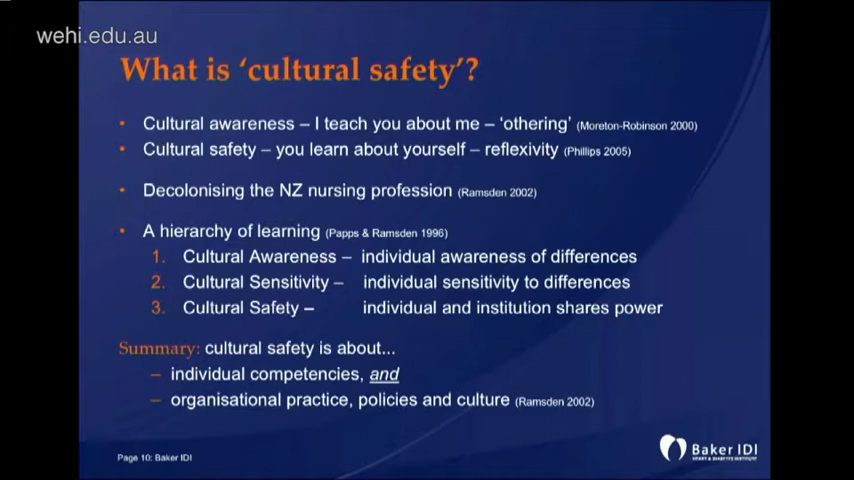 wehi.edu.au
What is 'cultural safety'?
• Cultural awareness – I teach you about me – 'othering' (Moreton-Robinson 2000)
• Cultural safety – you learn about yourself – reflexivity (Phillips 2005)
• Decolonising the NZ nursing profession (Ramsden 2002)
• A hierarchy of learning (Papps & Ramsden 1996)
1. Cultural Awareness – individual awareness of differences
2. Cultural Sensitivity – individual sensitivity to differences
3. Cultural Safety – individual and institution shares power
Summary: cultural safety is about...
– individual competencies, and
– organisational practice, policies and culture (Ramsden 2002)
Page 10: Baker IDI
Baker IDI
HEART & DIABETES INSTITUTE